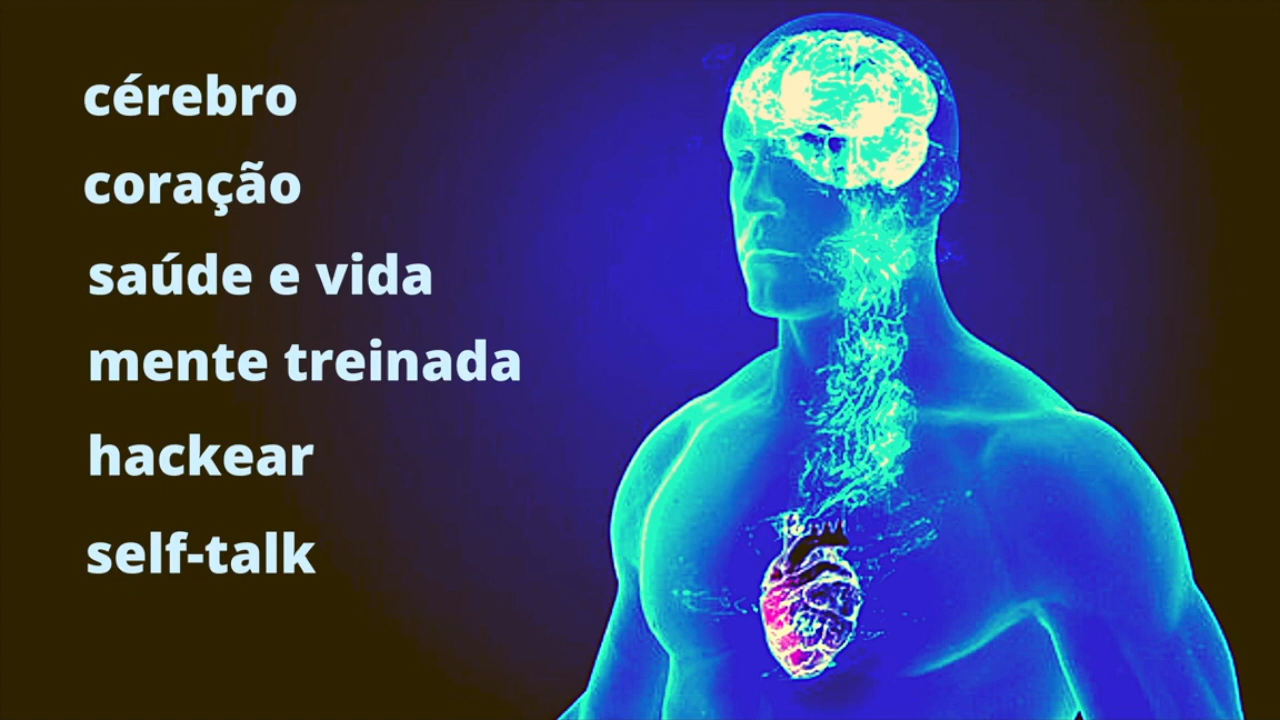 cérebro
coração
saúde e vida
mente treinada
hackear
self-talk